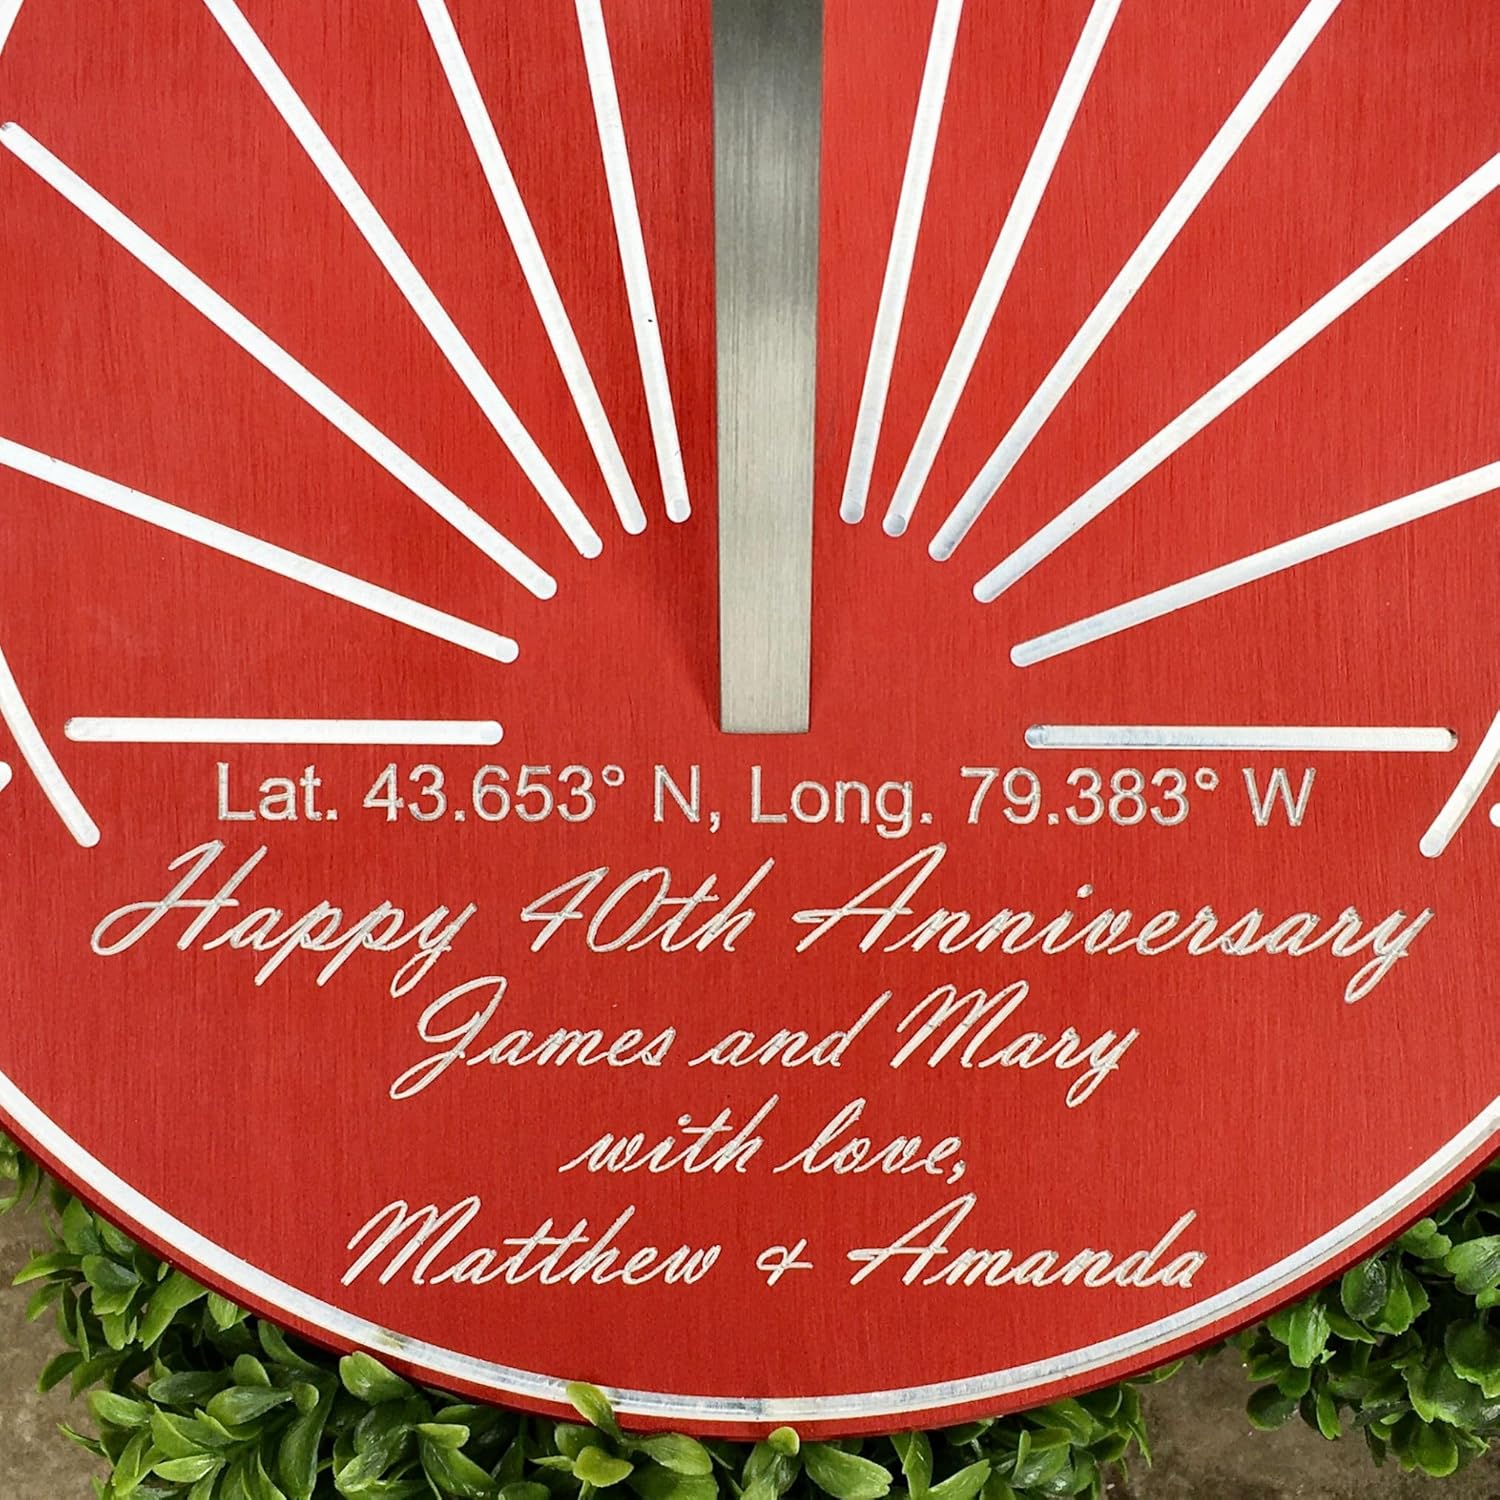 Lat. 43.653° N, Long. 79.383° W
Happy 40th Anniversary
James and Mary
with love,
Matthew & Amanda